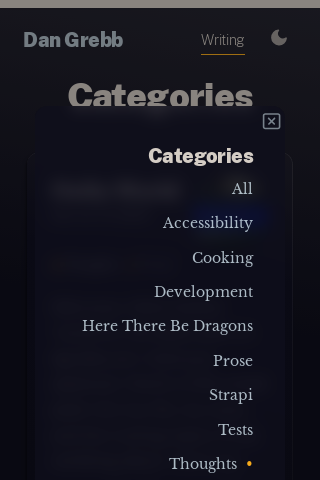 Dan Grebb
Writing
Categories
Categories
All
Accessibility
Cooking
Development
Here There Be Dragons
Prose
Strapi
Tests
Thoughts •